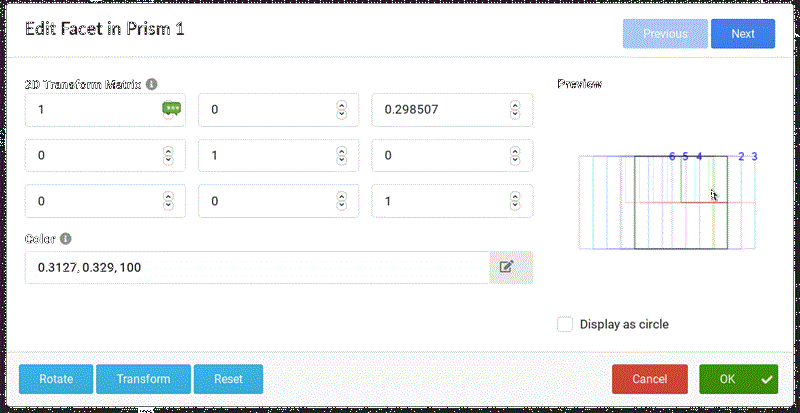 Edit Facet in Prism 1
Previous
Next
2D Transform Matrix
Preview
1
0
0.298507
0
1
0
0
0
1
6 5 4 2 3
Color
0.3127, 0.329, 100
Display as circle
Rotate
Transform
Reset
Cancel
OK